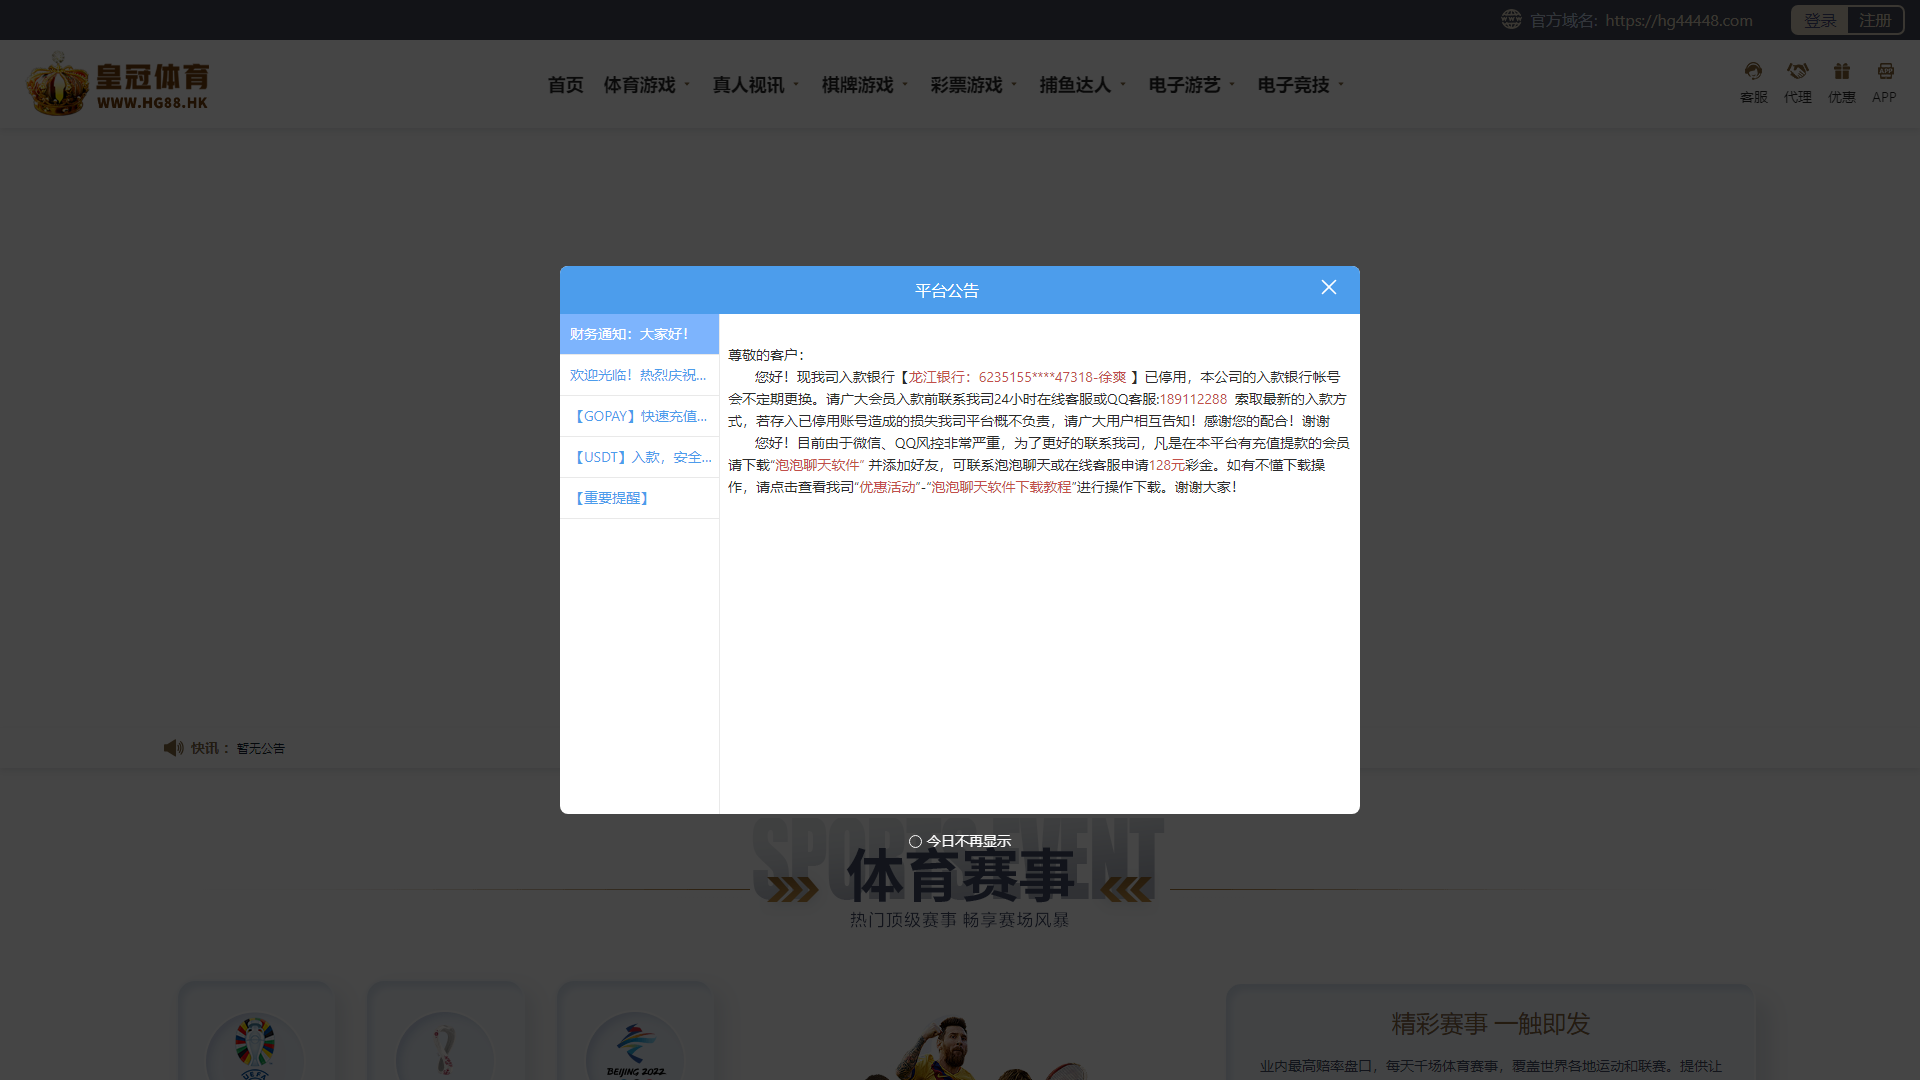 官方域名: https://hg44448.com
登录 注册
皇冠体育
WWW.HG88.HK
首页 体育游戏 真人视讯 棋牌游戏 彩票游戏 捕鱼达人 电子游艺 电子竞技
客服 代理 优惠 APP
平台公告
财务通知：大家好！
欢迎光临！热烈庆祝...
【GOPAY】快速充值...
【USDT】入款，安全...
【重要提醒】
尊敬的客户：
您好！现我司入款银行【龙江银行：6235155****47318-徐爽 】已停用，本公司的入款银行帐号
会不定期更换。请广大会员入款前联系我司24小时在线客服或QQ客服:189112288 索取最新的入款方
式，若存入已停用账号造成的损失我司平台概不负责，请广大用户相互告知！感谢您的配合！谢谢
您好！目前由于微信、QQ风控非常严重，为了更好的联系我司，凡是在本平台有充值提款的会员
请下载“泡泡聊天软件” 并添加好友，可联系泡泡聊天或在线客服申请128元彩金。如有不懂下载操
作，请点击查看我司“优惠活动”-“泡泡聊天软件下载教程”进行操作下载。谢谢大家！
快讯： 暂无公告
今日不再显示
SPORTS EVENT
体育赛事
热门顶级赛事 畅享赛场风暴
UEFA
BEIJING 2022
精彩赛事 一触即发
业内最高赔率盘口，每天千场体育赛事，覆盖世界各地运动和联赛。提供让